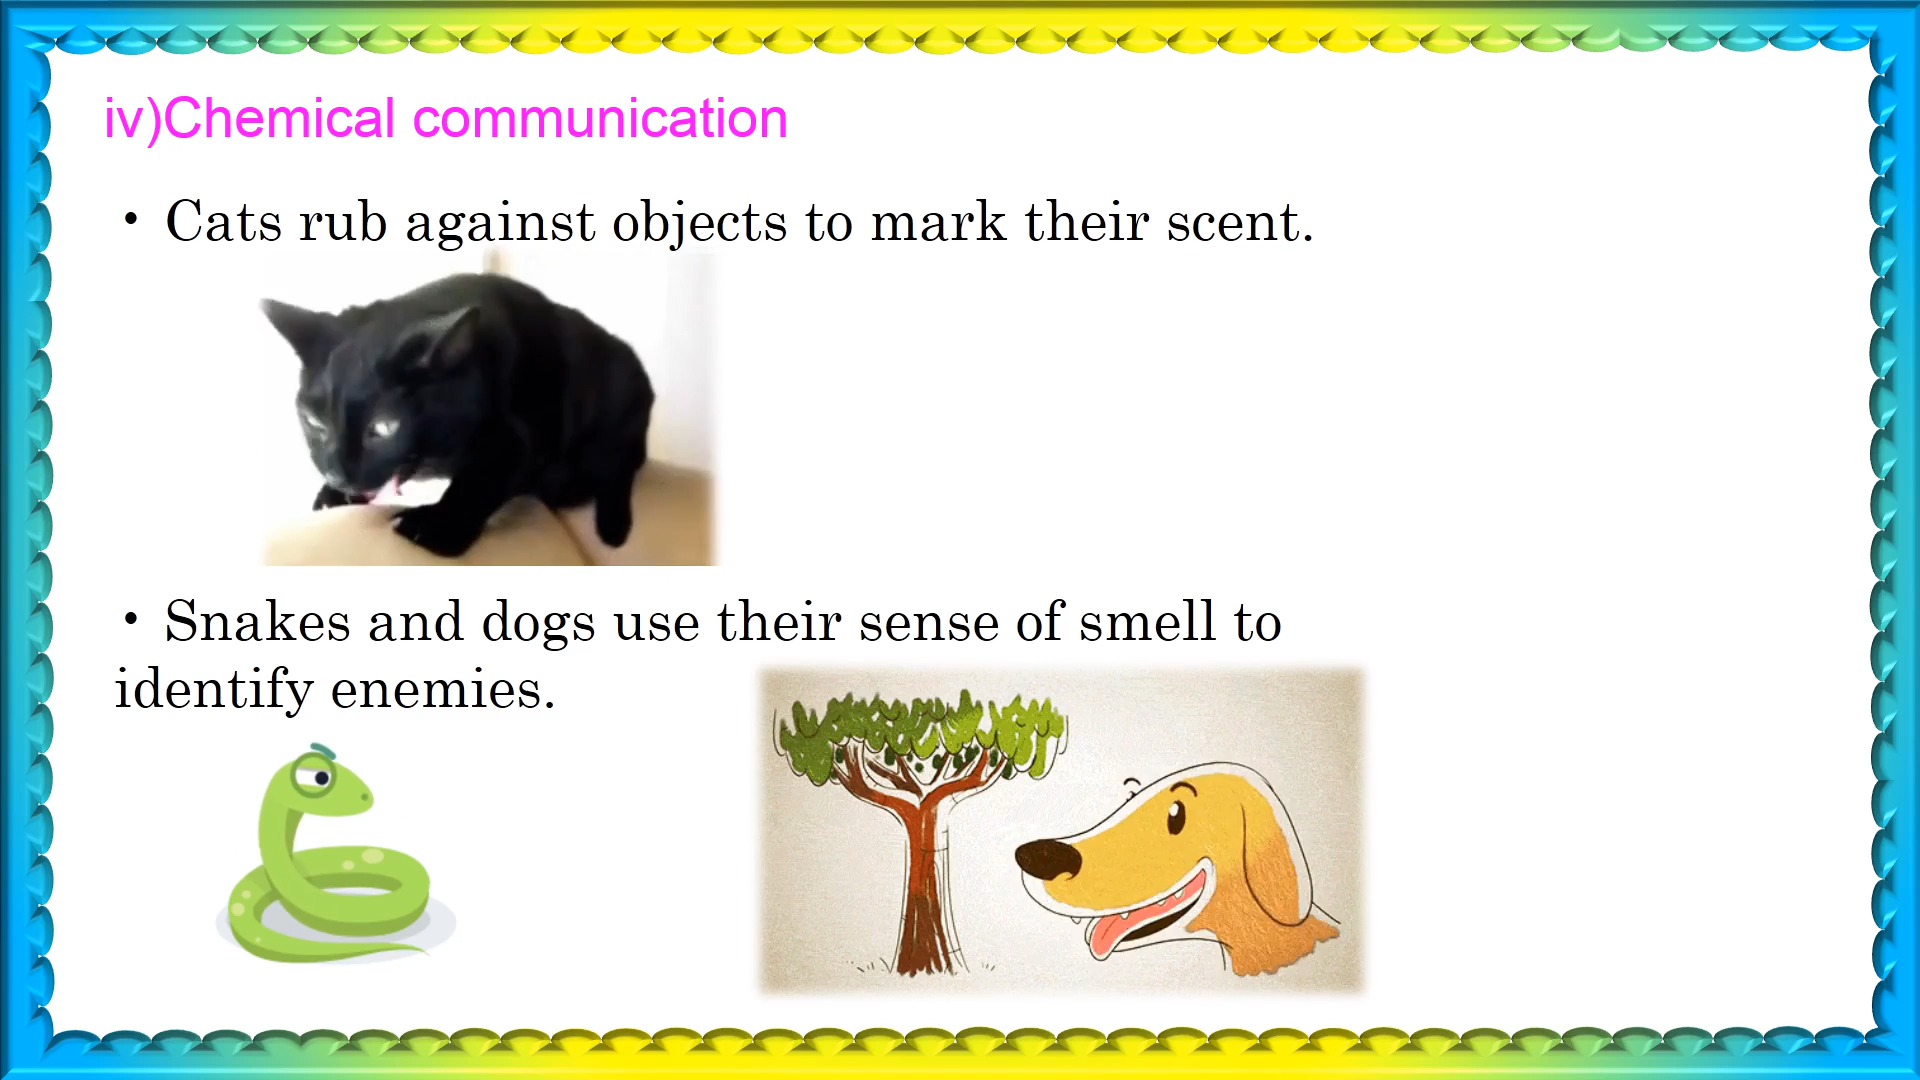 iv)Chemical communication
• Cats rub against objects to mark their scent.
• Snakes and dogs use their sense of smell to
identify enemies.